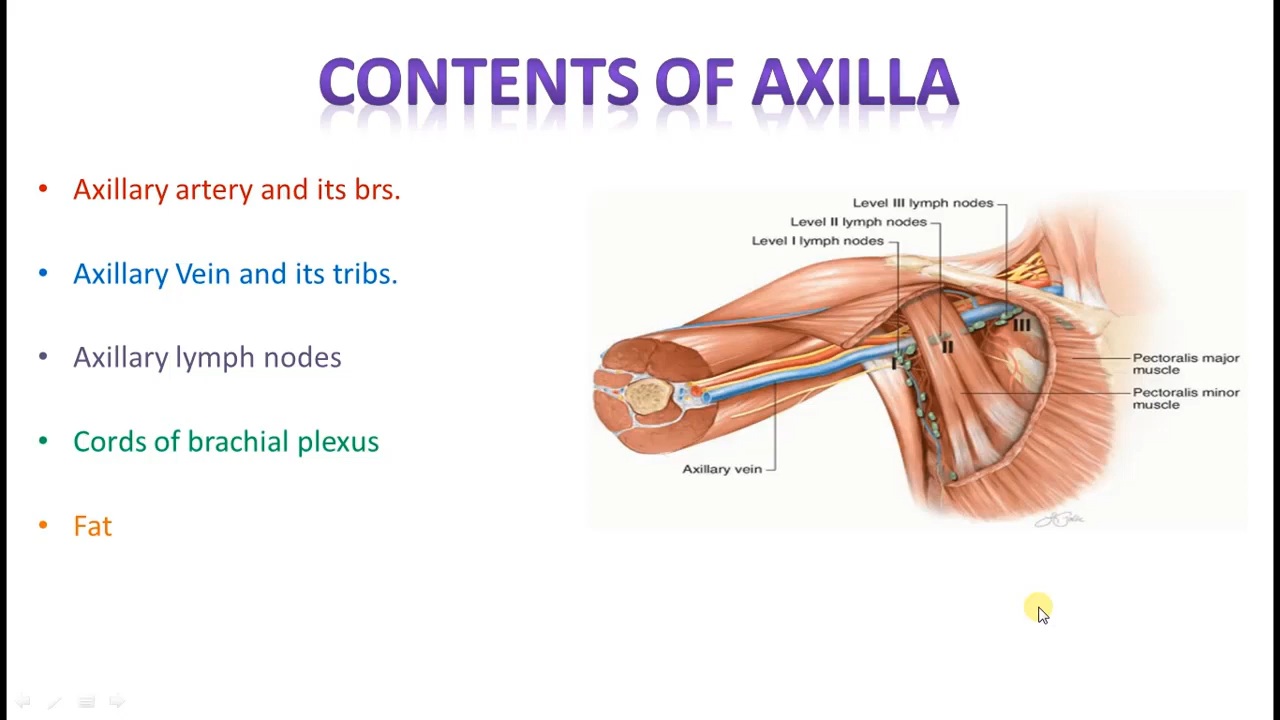 CONTENTS OF AXILLA
• Axillary artery and its brs.
• Axillary Vein and its tribs.
• Axillary lymph nodes
• Cords of brachial plexus
• Fat
Level III lymph nodes
Level II lymph nodes
Level I lymph nodes
III
II
I
Pectoralis major
muscle
Pectoralis minor
muscle
Axillary vein